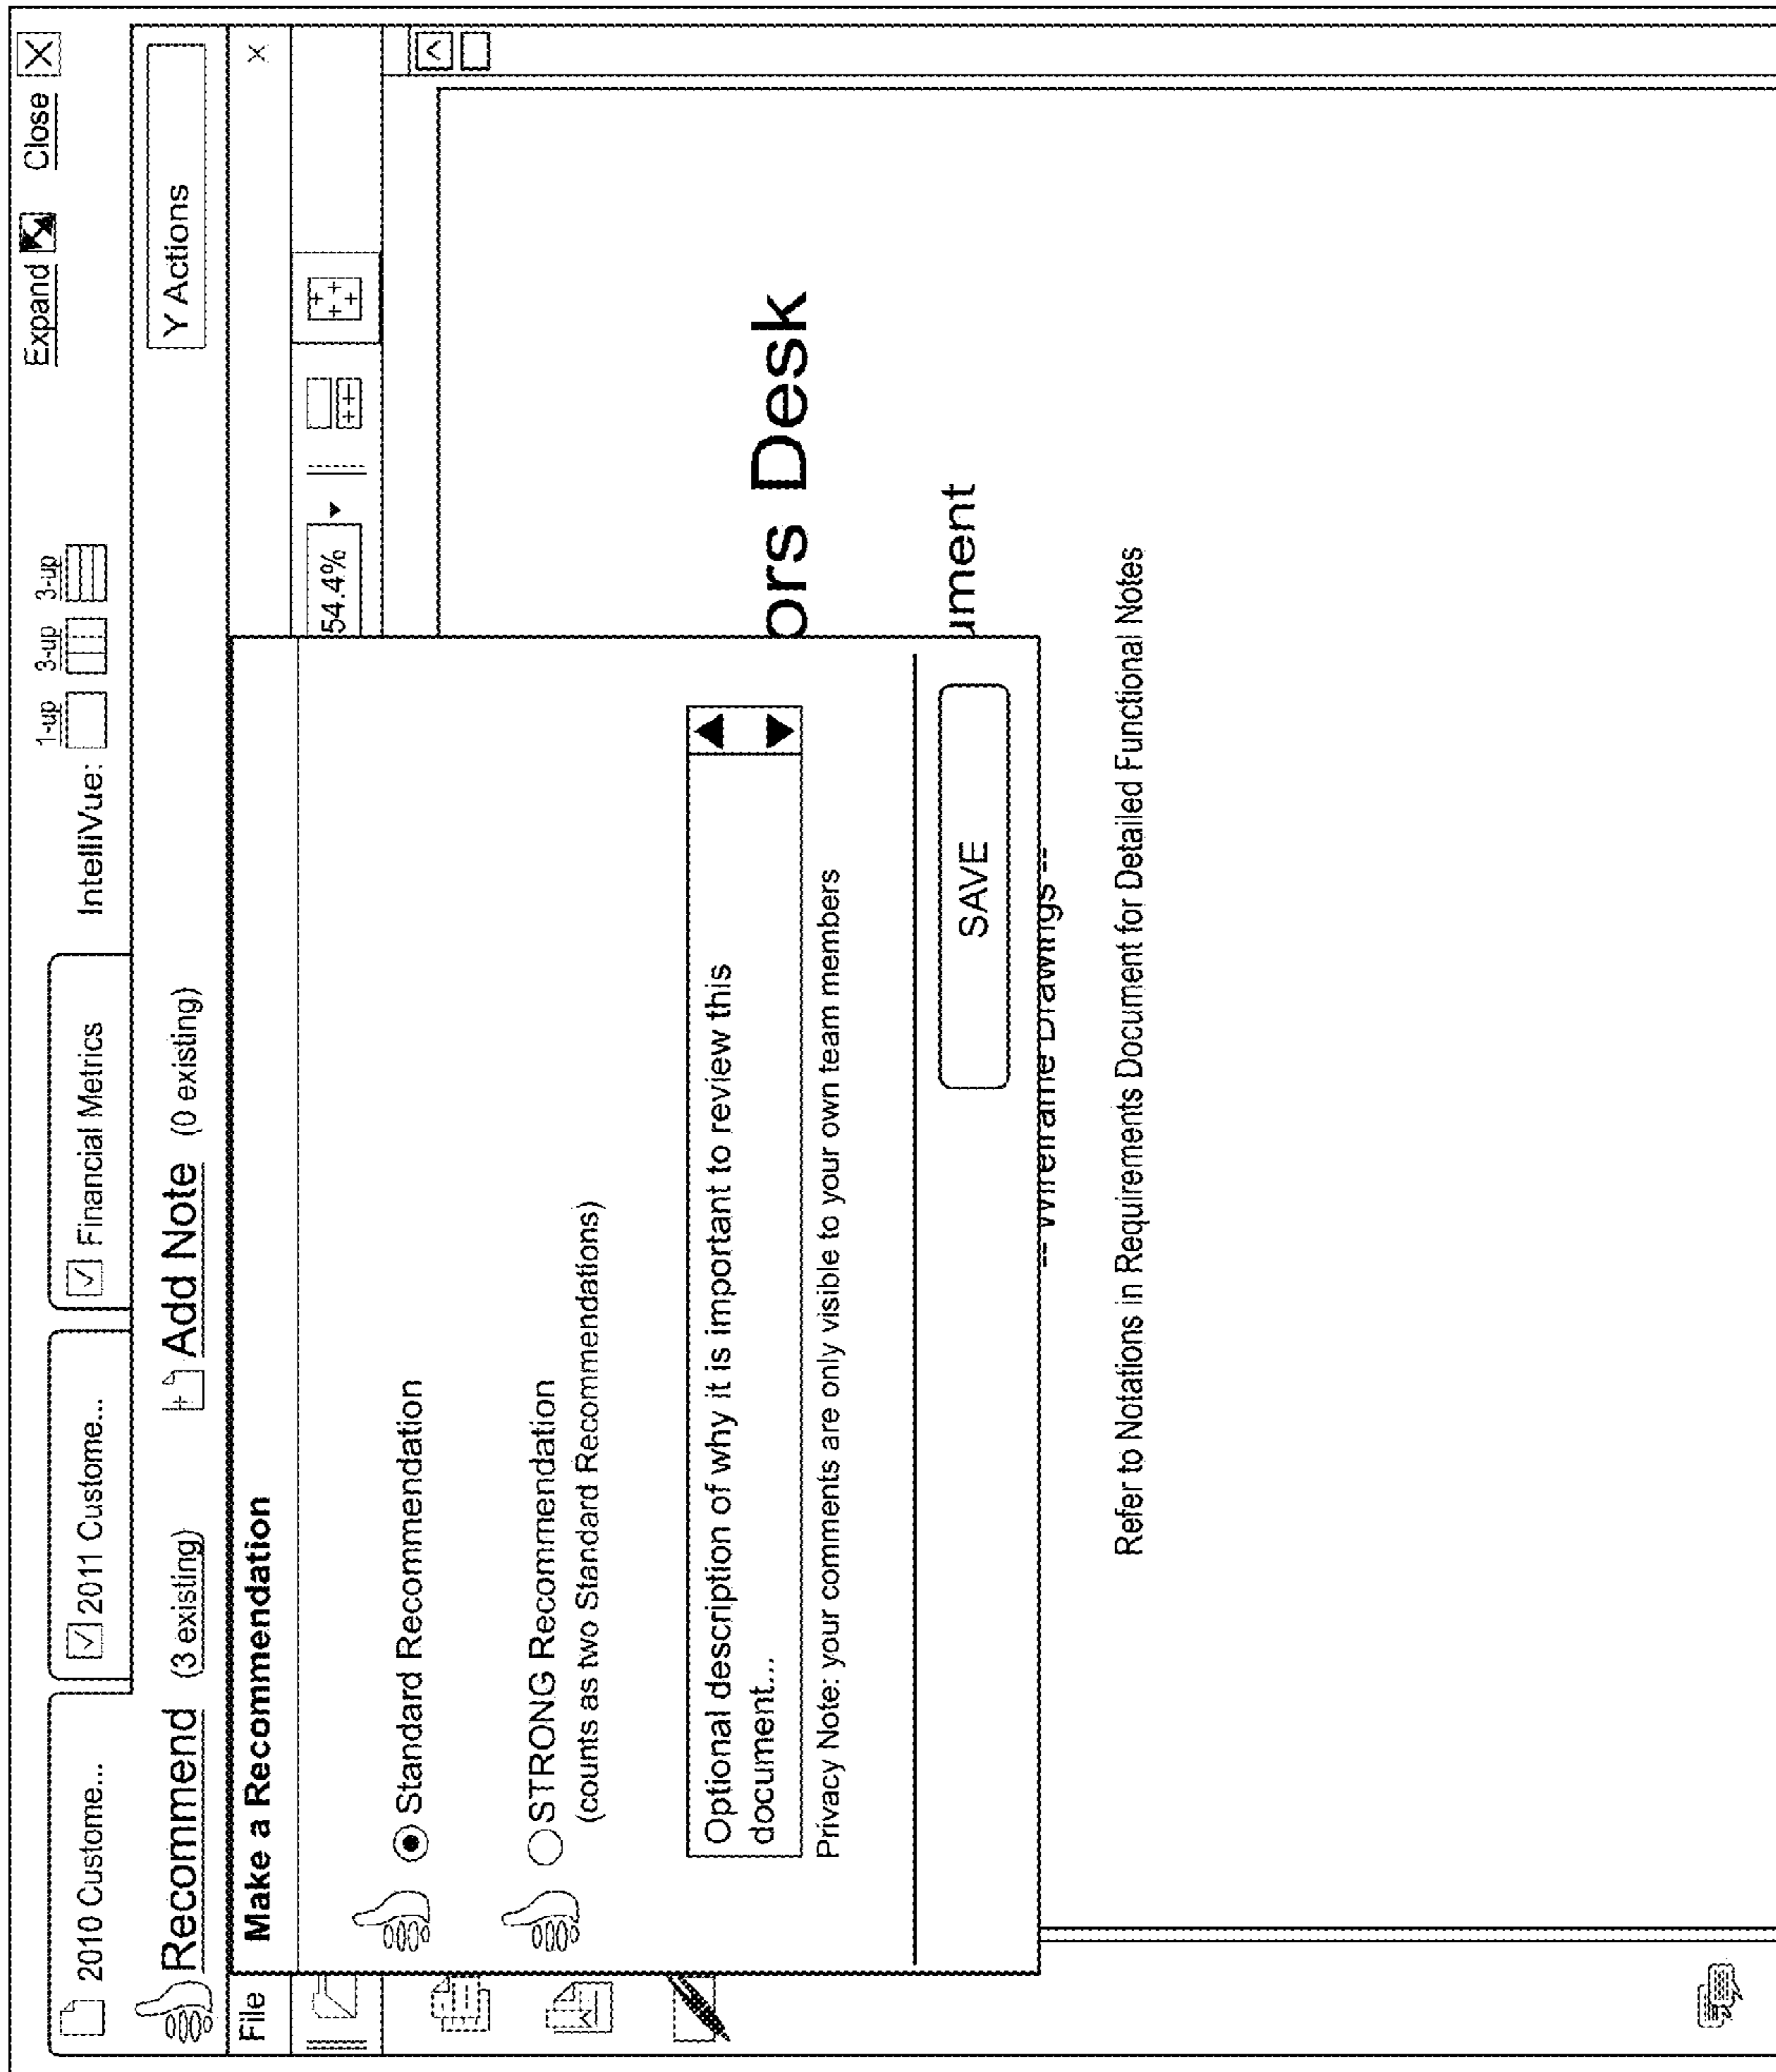 Expand Close X
1-up 3-up 3-up
2010 Custome... 2011 Custome... Financial Metrics IntelliVue:
Recommend (3 existing) Add Note (0 existing) Y Actions
File Make a Recommendation X
54.4%
Standard Recommendation
STRONG Recommendation
(counts as two Standard Recommendations)
Optional description of why it is important to review this
document...
ors Desk
Privacy Note: your comments are only visible to your own team members
SAVE
ument
-- Wireframe Drawings --
Refer to Notations in Requirements Document for Detailed Functional Notes